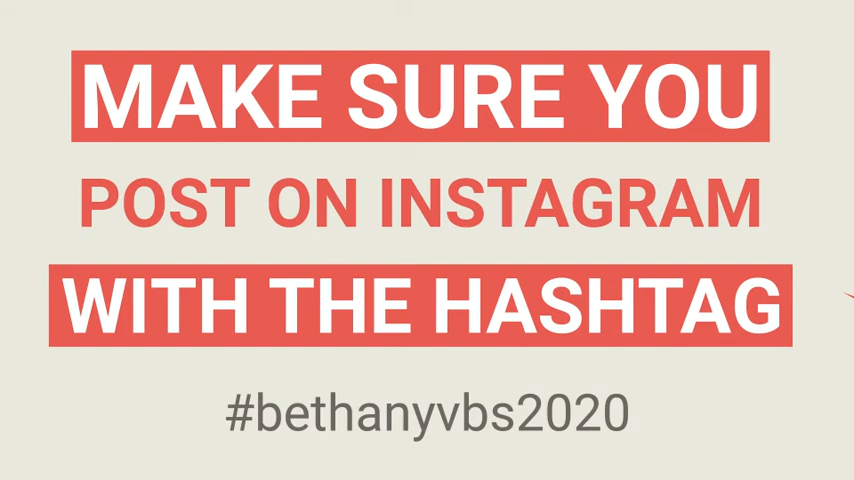 MAKE SURE YOU
POST ON INSTAGRAM
WITH THE HASHTAG
#bethanyvbs2020